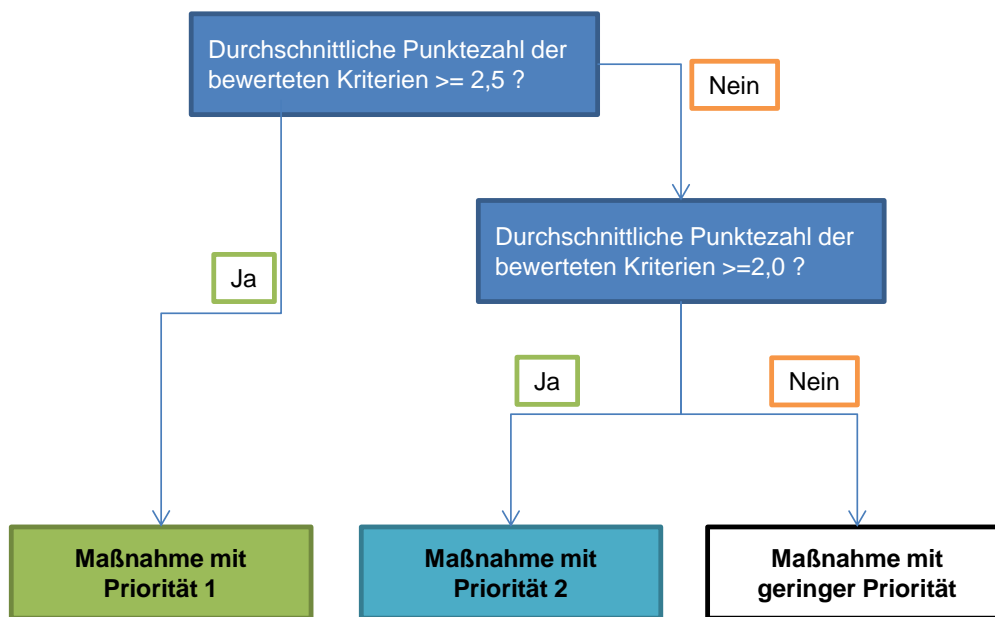 Durchschnittliche Punktezahl der
bewerteten Kriterien >= 2,5 ?
Nein
Durchschnittliche Punktezahl der
bewerteten Kriterien >=2,0 ?
Ja
Ja
Nein
Maßnahme mit
Priorität 1
Maßnahme mit
Priorität 2
Maßnahme mit
geringer Priorität